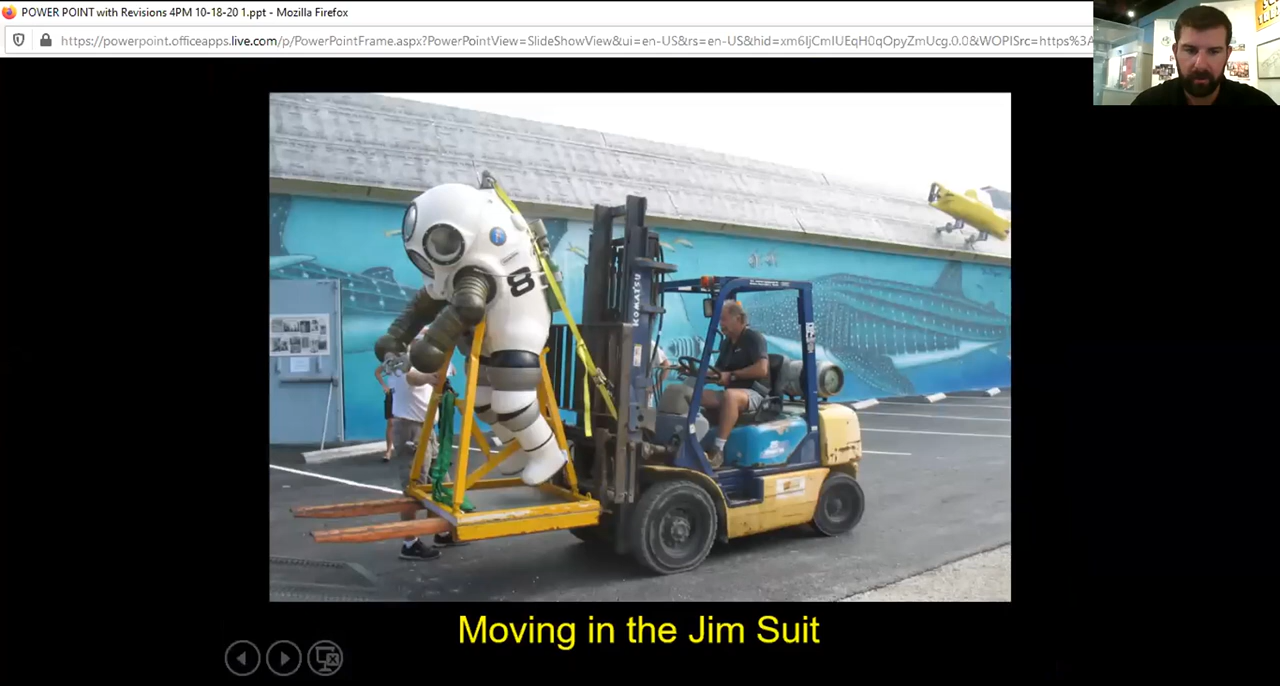 POWER POINT with Revisions 4PM 10-18-20 1.ppt - Mozilla Firefox
https://powerpoint.officeapps.live.com/p/PowerPointFrame.aspx?PowerPointView=SlideShowView&ui=en-US&rs=en-US&hid=xm6IjCmIUEqH0qOpyZmUcg.0.0&WOPISrc=https%3A
8
KOMATSU
Moving in the Jim Suit